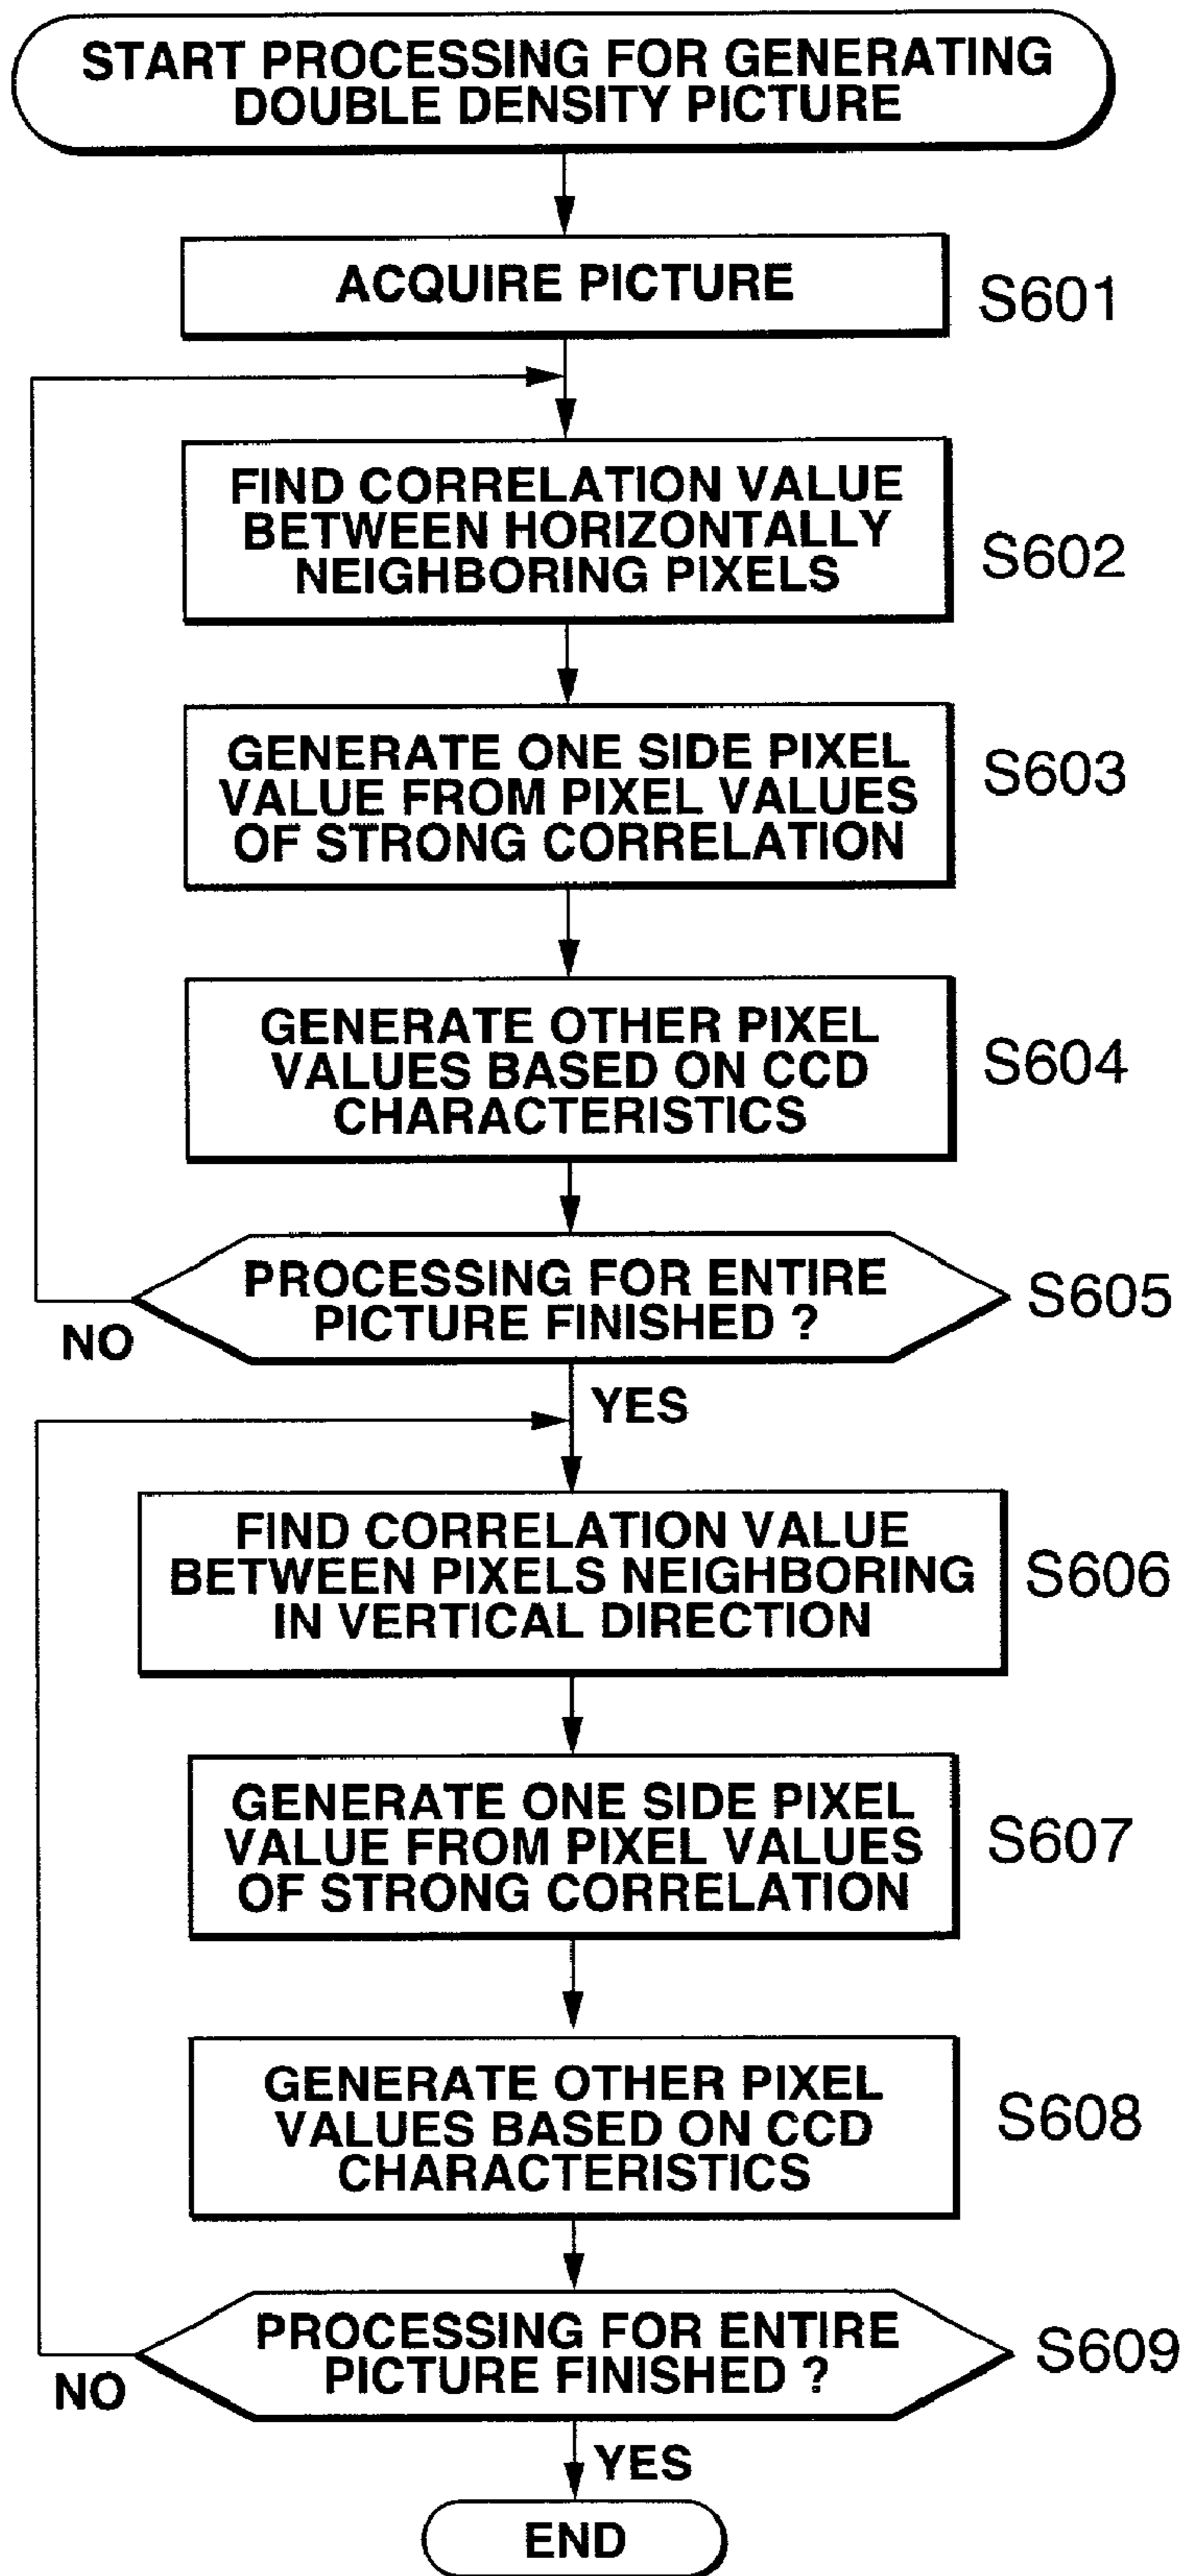 START PROCESSING FOR GENERATING
DOUBLE DENSITY PICTURE
ACQUIRE PICTURE
S601
FIND CORRELATION VALUE
BETWEEN HORIZONTALLY
NEIGHBORING PIXELS
S602
GENERATE ONE SIDE PIXEL
VALUE FROM PIXEL VALUES
OF STRONG CORRELATION
S603
GENERATE OTHER PIXEL
VALUES BASED ON CCD
CHARACTERISTICS
S604
PROCESSING FOR ENTIRE
PICTURE FINISHED ?
S605
NO
YES
FIND CORRELATION VALUE
BETWEEN PIXELS NEIGHBORING
IN VERTICAL DIRECTION
S606
GENERATE ONE SIDE PIXEL
VALUE FROM PIXEL VALUES
OF STRONG CORRELATION
S607
GENERATE OTHER PIXEL
VALUES BASED ON CCD
CHARACTERISTICS
S608
PROCESSING FOR ENTIRE
PICTURE FINISHED ?
S609
NO
YES
END